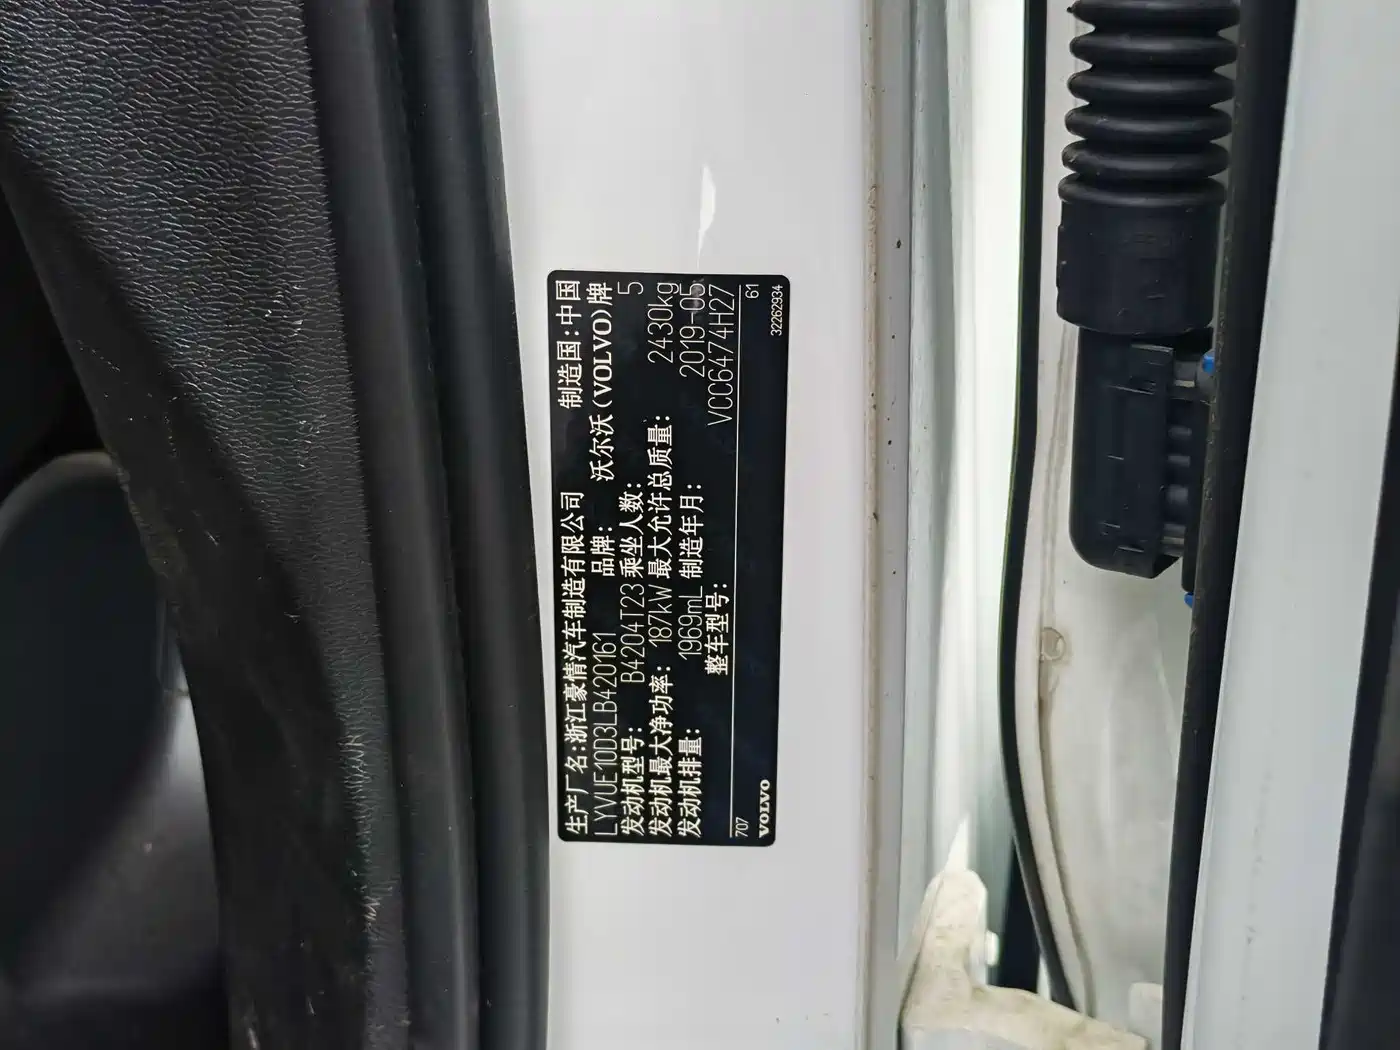 生产厂名:浙江豪情汽车制造有限公司 制造国:中国
LYVUE10D3LB420161 品牌: 沃尔沃(VOLVO)牌
发动机型号: B4204T23 乘坐人数: 5
发动机最大净功率: 187kW 最大允许总质量: 2430kg
发动机排量: 1969mL 制造年月: 2019-05
整车型号: VCC6474H27
707 61
VOLVO 32262934